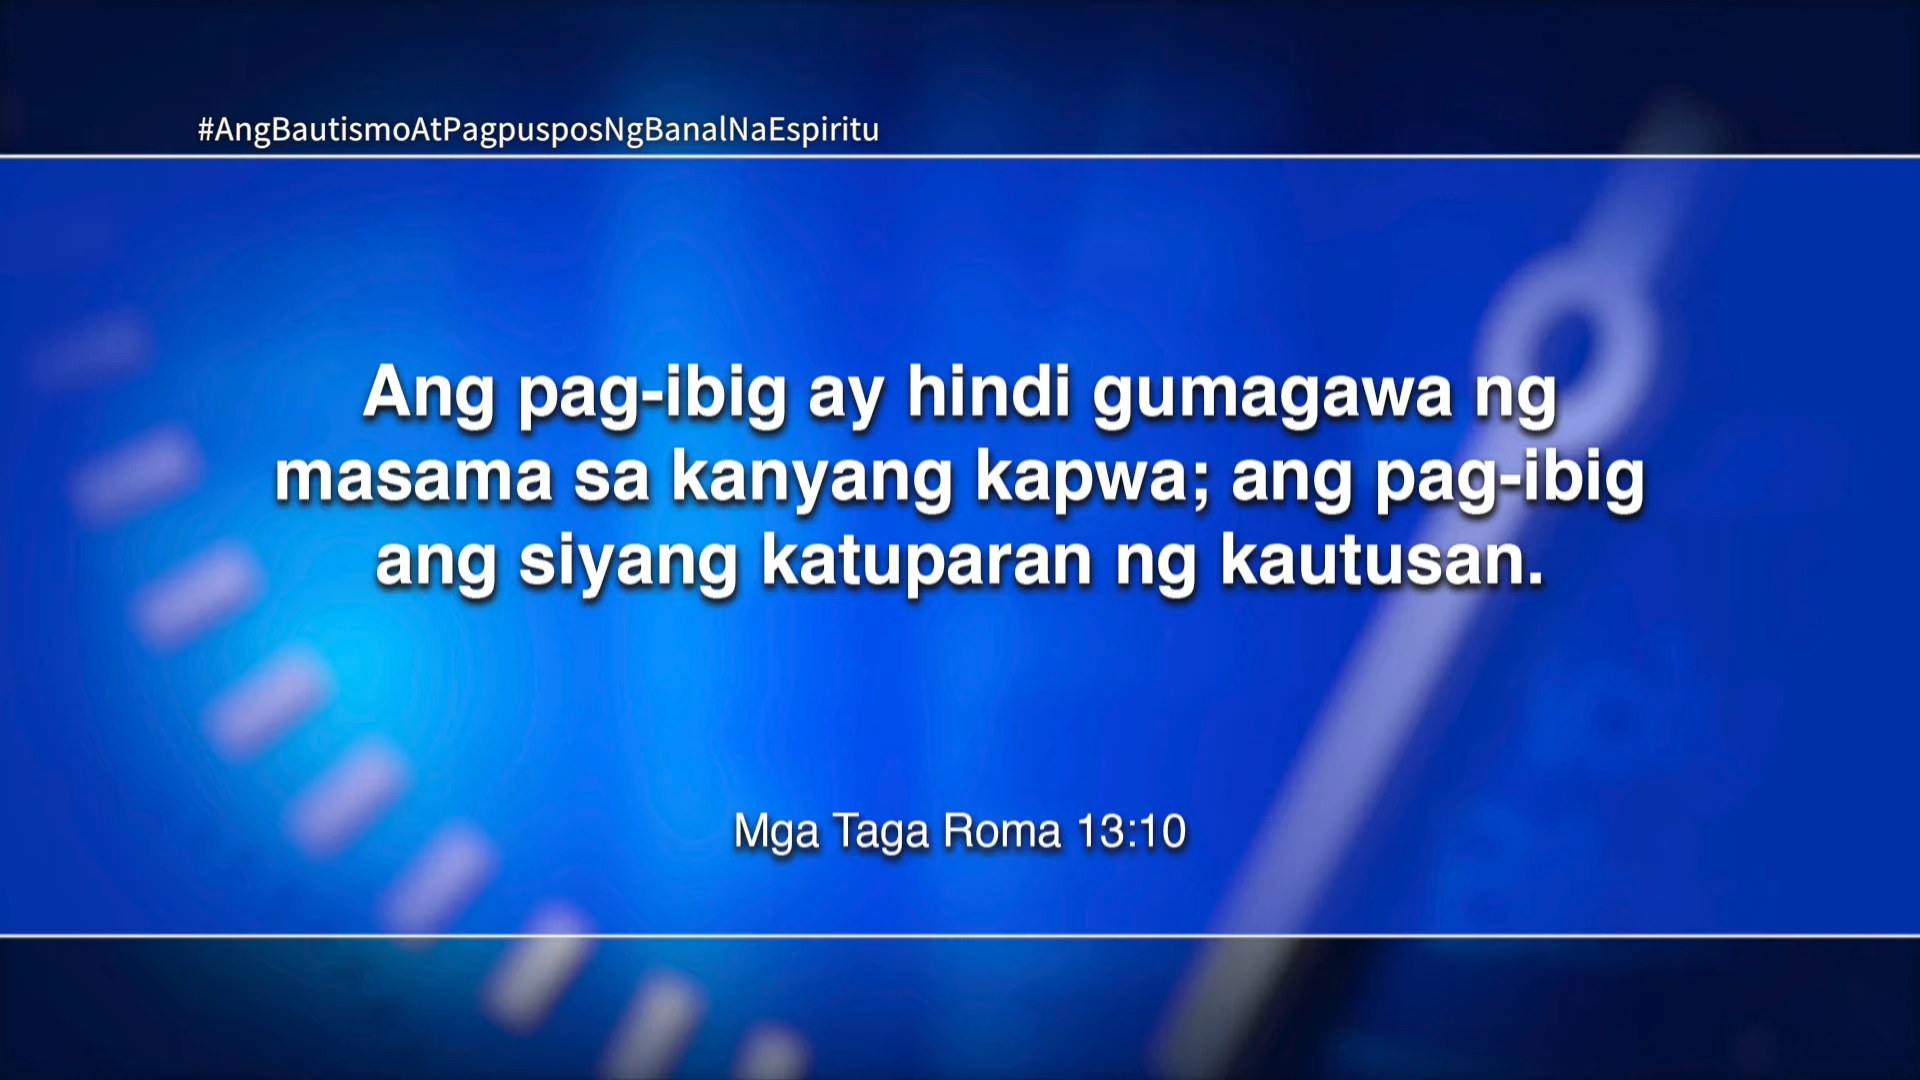 #AngBautismoAtPagpusposNgBanalNaEspiritu
Ang pag-ibig ay hindi gumagawa ng
masama sa kanyang kapwa; ang pag-ibig
ang siyang katuparan ng kautusan.
Mga Taga Roma 13:10